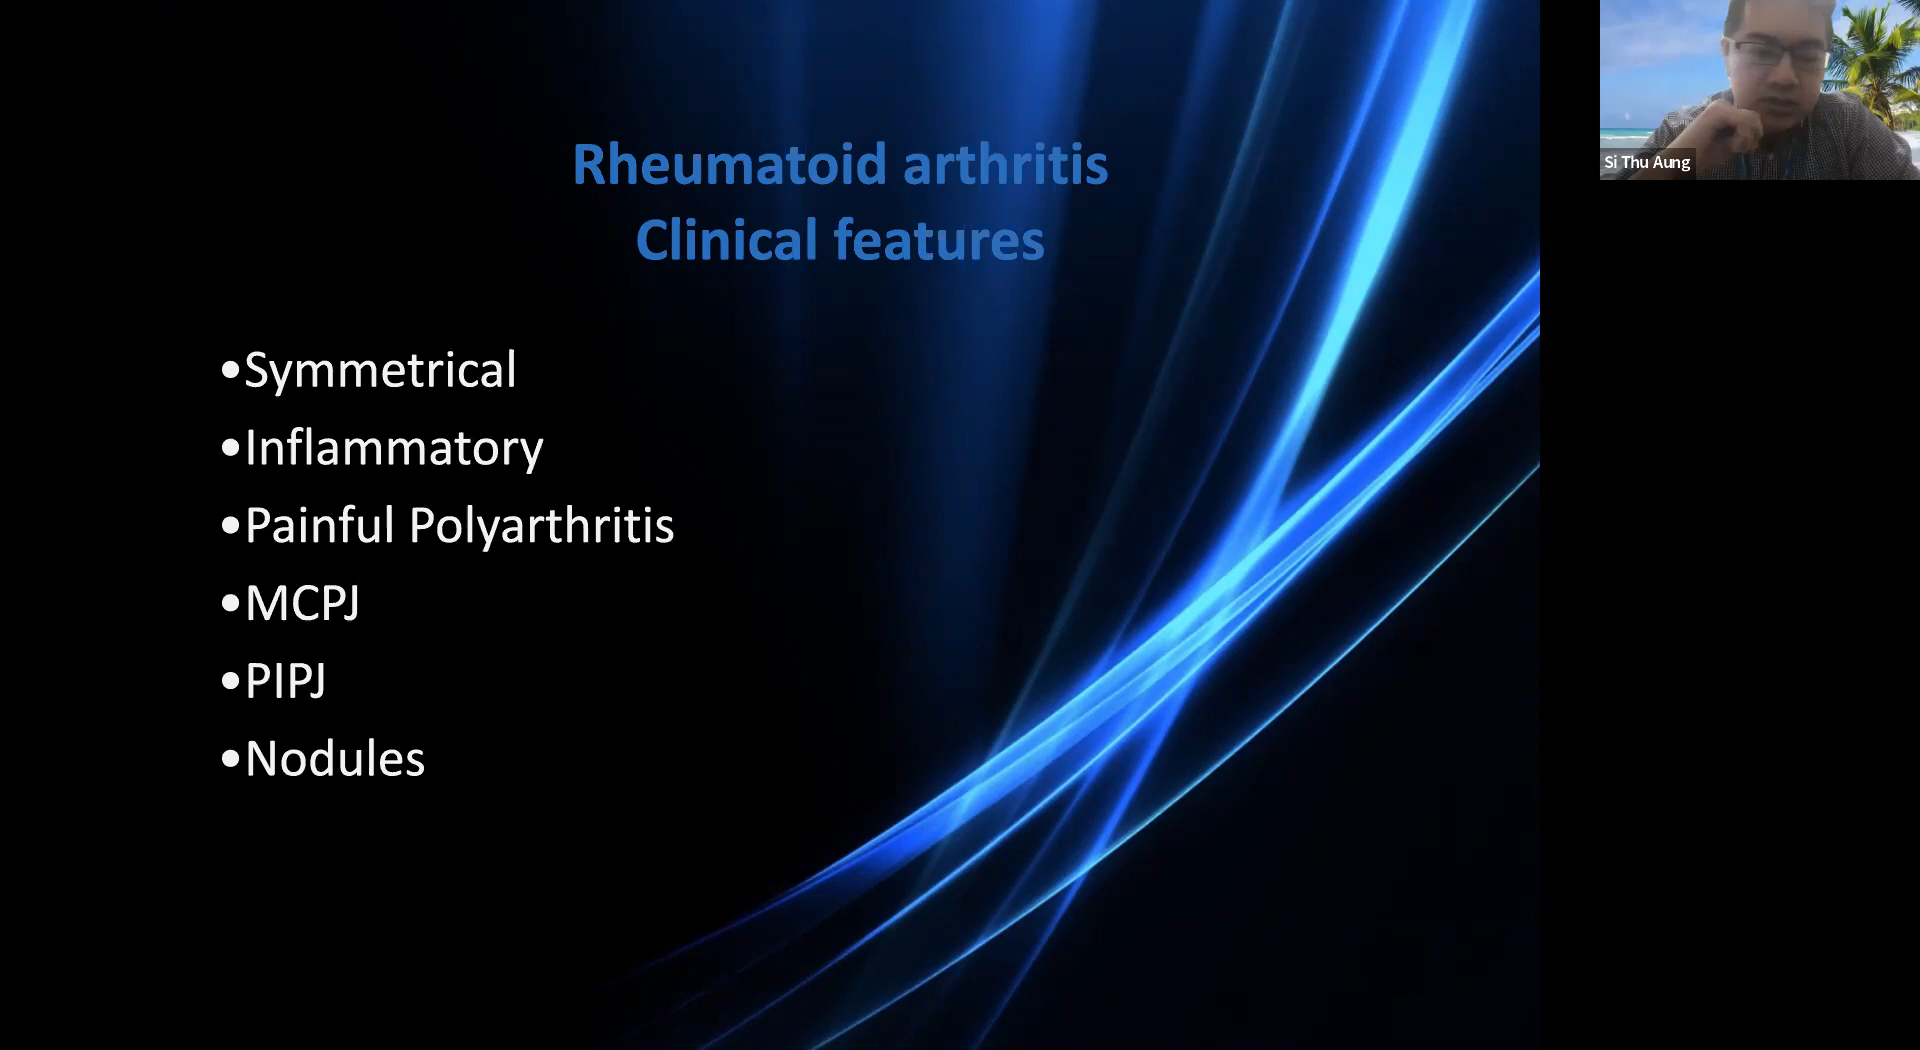 Rheumatoid arthritis
Clinical features
•Symmetrical
•Inflammatory
•Painful Polyarthritis
•MCPJ
•PIPJ
•Nodules
Si Thu Aung